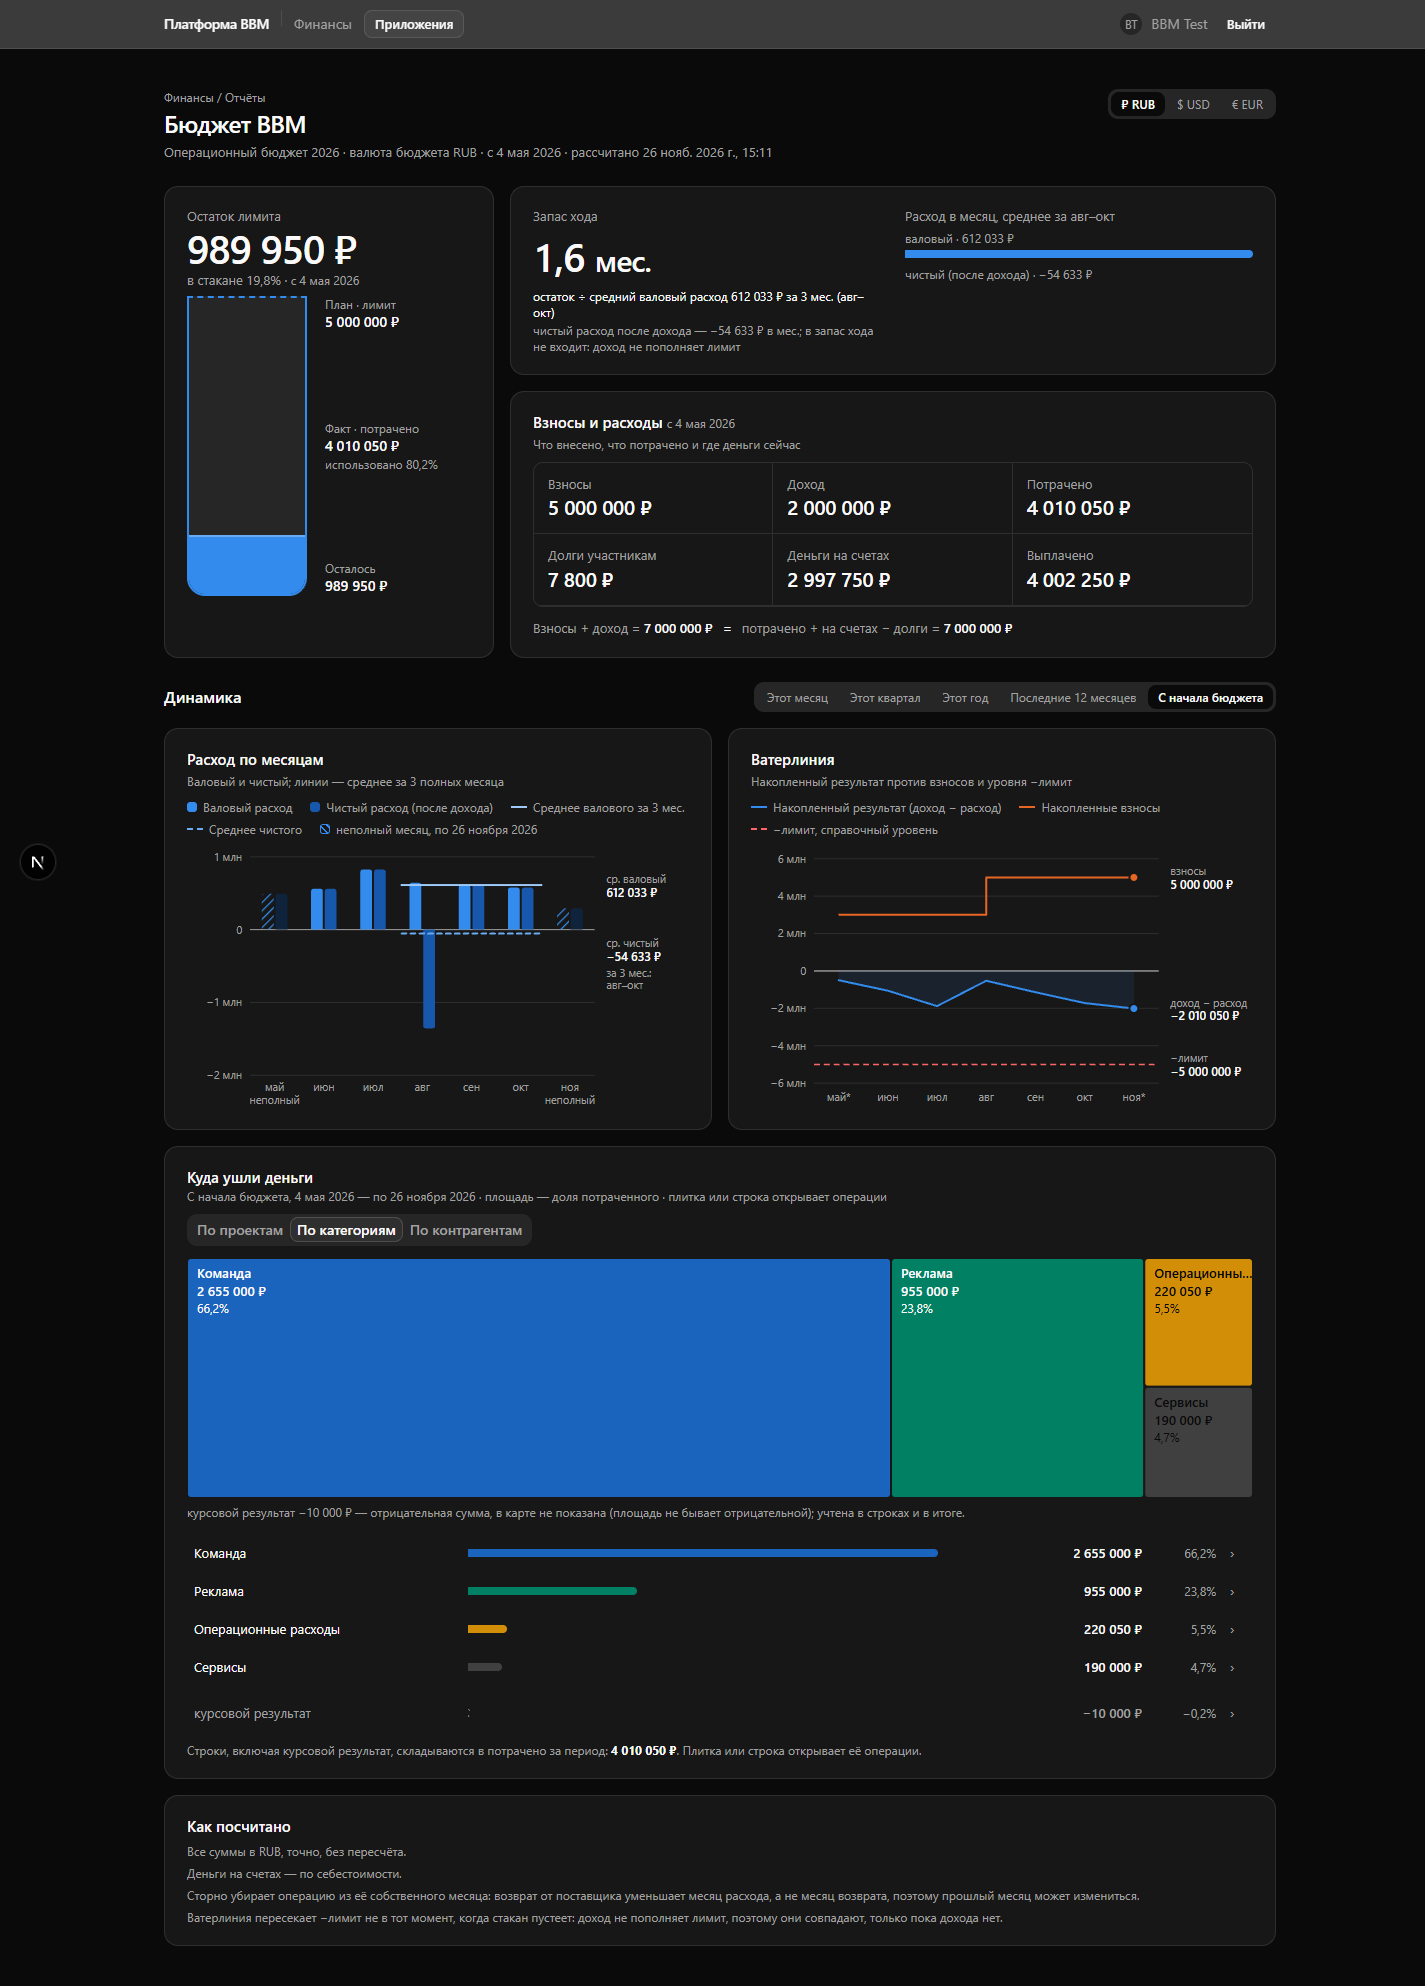 Платформа BBM
Финансы
Приложения
BT
BBM Test
Выйти
Финансы / Отчёты
Бюджет BBM
Операционный бюджет 2026 · валюта бюджета RUB · с 4 мая 2026 · рассчитано 26 нояб. 2026 г., 15:11
₽ RUB
$ USD
€ EUR
Остаток лимита
989 950 ₽
в стакане 19,8% · с 4 мая 2026
План · лимит
5 000 000 ₽
Факт · потрачено
4 010 050 ₽
использовано 80,2%
Осталось
989 950 ₽
Запас хода
1,6 мес.
остаток ÷ средний валовый расход 612 033 ₽ за 3 мес. (авг–
окт)
чистый расход после дохода — −54 633 ₽ в мес.; в запас хода
не входит: доход не пополняет лимит
Расход в месяц, среднее за авг–окт
валовый · 612 033 ₽
чистый (после дохода) · −54 633 ₽
Взносы и расходы с 4 мая 2026
Что внесено, что потрачено и где деньги сейчас
Взносы
5 000 000 ₽
Доход
2 000 000 ₽
Потрачено
4 010 050 ₽
Долги участникам
7 800 ₽
Деньги на счетах
2 997 750 ₽
Выплачено
4 002 250 ₽
Взносы + доход = 7 000 000 ₽ = потрачено + на счетах − долги = 7 000 000 ₽
Динамика
Этот месяц
Этот квартал
Этот год
Последние 12 месяцев
С начала бюджета
Расход по месяцам
Валовый и чистый; линии — среднее за 3 полных месяца
Валовый расход
Чистый расход (после дохода)
Среднее валового за 3 мес.
Среднее чистого
неполный месяц, по 26 ноября 2026
1 млн
0
−1 млн
−2 млн
ср. валовый
612 033 ₽
ср. чистый
−54 633 ₽
за 3 мес.:
авг–окт
май
неполный
июн
июл
авг
сен
окт
ноя
неполный
Ватерлиния
Накопленный результат против взносов и уровня −лимит
Накопленный результат (доход − расход)
Накопленные взносы
−лимит, справочный уровень
6 млн
4 млн
2 млн
0
−2 млн
−4 млн
−6 млн
взносы
5 000 000 ₽
доход − расход
−2 010 050 ₽
−лимит
−5 000 000 ₽
май*
июн
июл
авг
сен
окт
ноя*
N
Куда ушли деньги
С начала бюджета, 4 мая 2026 — по 26 ноября 2026 · площадь — доля потраченного · плитка или строка открывает операции
По проектам
По категориям
По контрагентам
Команда
2 655 000 ₽
66,2%
Реклама
955 000 ₽
23,8%
Операционны...
220 050 ₽
5,5%
Сервисы
190 000 ₽
4,7%
курсовой результат −10 000 ₽ — отрицательная сумма, в карте не показана (площадь не бывает отрицательной); учтена в строках и в итоге.
Команда 2 655 000 ₽ 66,2% ›
Реклама 955 000 ₽ 23,8% ›
Операционные расходы 220 050 ₽ 5,5% ›
Сервисы 190 000 ₽ 4,7% ›
курсовой результат −10 000 ₽ −0,2% ›
Строки, включая курсовой результат, складываются в потрачено за период: 4 010 050 ₽. Плитка или строка открывает её операции.
Как посчитано
Все суммы в RUB, точно, без пересчёта.
Деньги на счетах — по себестоимости.
Сторно убирает операцию из её собственного месяца: возврат от поставщика уменьшает месяц расхода, а не месяц возврата, поэтому прошлый месяц может измениться.
Ватерлиния пересекает −лимит не в тот момент, когда стакан пустеет: доход не пополняет лимит, поэтому они совпадают, только пока дохода нет.